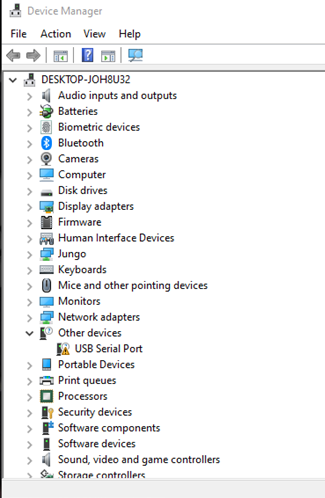 Device Manager
File Action View Help
DESKTOP-JOH8U32
Audio inputs and outputs
Batteries
Biometric devices
Bluetooth
Cameras
Computer
Disk drives
Display adapters
Firmware
Human Interface Devices
Jungo
Keyboards
Mice and other pointing devices
Monitors
Network adapters
Other devices
USB Serial Port
Portable Devices
Print queues
Processors
Security devices
Software components
Software devices
Sound, video and game controllers
Storage controllers